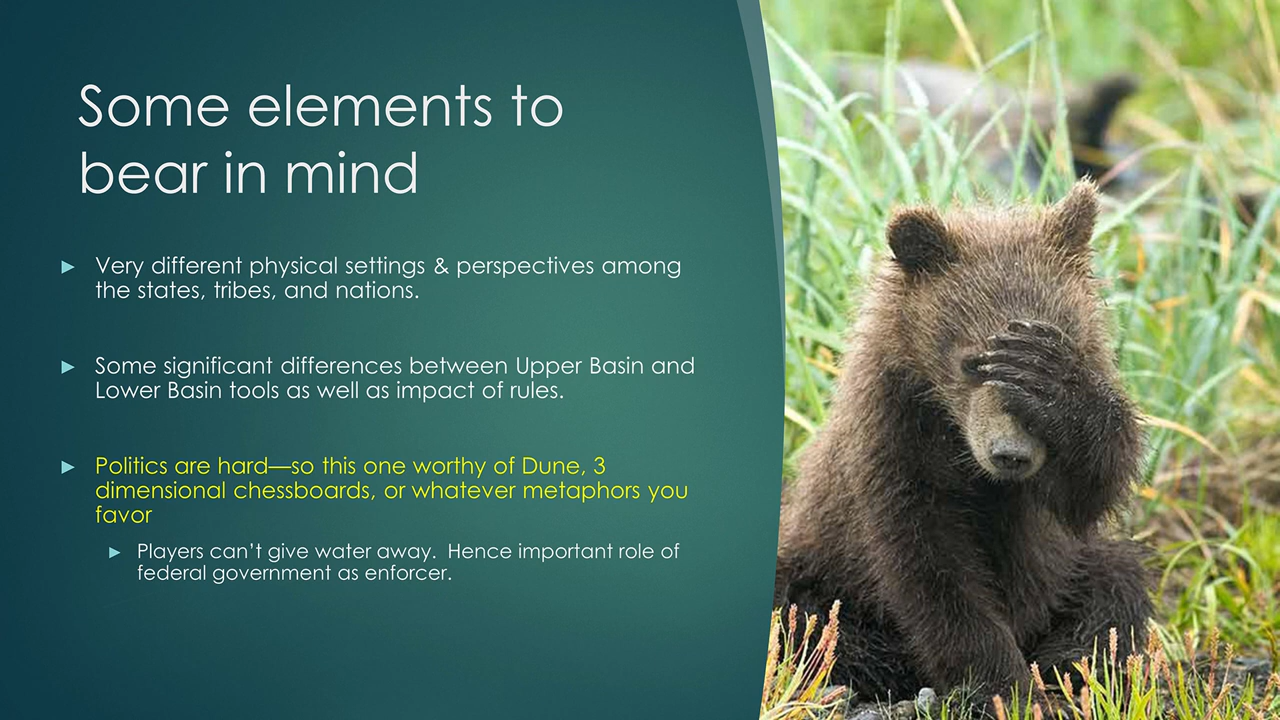 Some elements to
bear in mind
Very different physical settings & perspectives among
the states, tribes, and nations.
Some significant differences between Upper Basin and
Lower Basin tools as well as impact of rules.
Politics are hard—so this one worthy of Dune, 3
dimensional chessboards, or whatever metaphors you
favor
Players can’t give water away.  Hence important role of
federal government as enforcer.